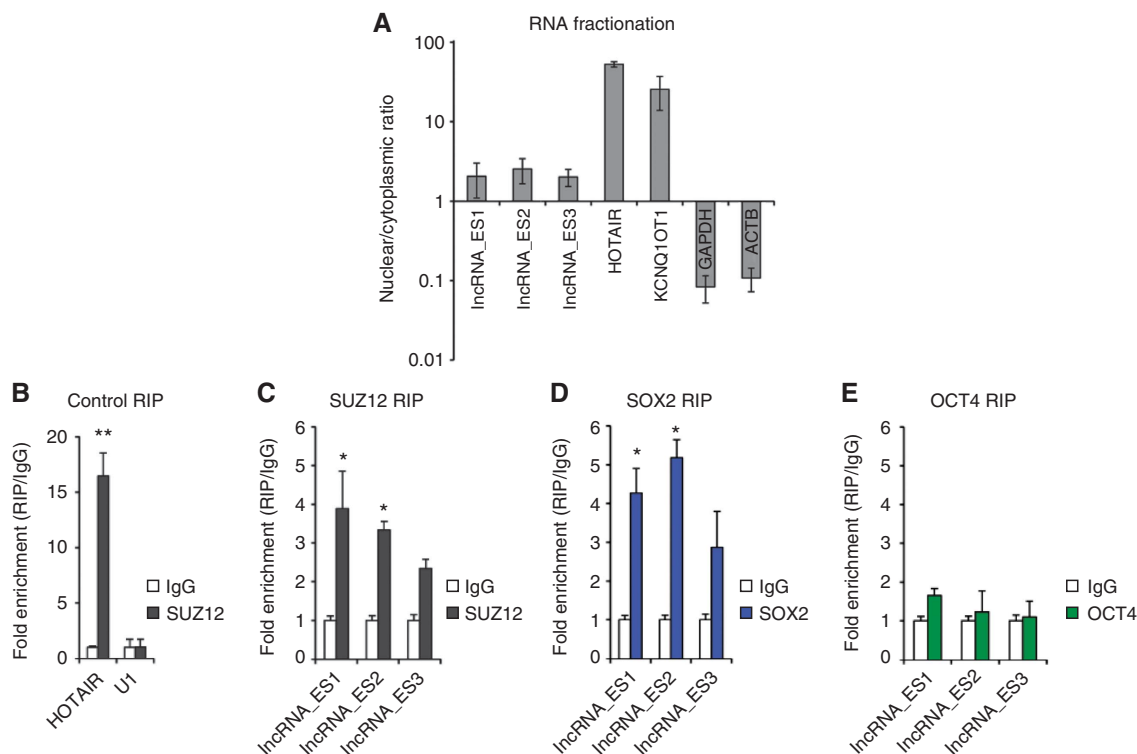 A
RNA fractionation
Nuclear/cytoplasmic ratio
100
10
1
0.1
0.01
lncRNA_ES1
lncRNA_ES2
lncRNA_ES3
HOTAIR
KCNQ1OT1
GAPDH
ACTB
B
Control RIP
Fold enrichment (RIP/IgG)
20
15
10
5
0
**
HOTAIR
U1
IgG
SUZ12
C
SUZ12 RIP
Fold enrichment (RIP/IgG)
6
5
4
3
2
1
0
*
*
lncRNA_ES1
lncRNA_ES2
lncRNA_ES3
IgG
SUZ12
D
SOX2 RIP
Fold enrichment (RIP/IgG)
6
5
4
3
2
1
0
*
*
lncRNA_ES1
lncRNA_ES2
lncRNA_ES3
IgG
SOX2
E
OCT4 RIP
Fold enrichment (RIP/IgG)
6
5
4
3
2
1
0
lncRNA_ES1
lncRNA_ES2
lncRNA_ES3
IgG
OCT4